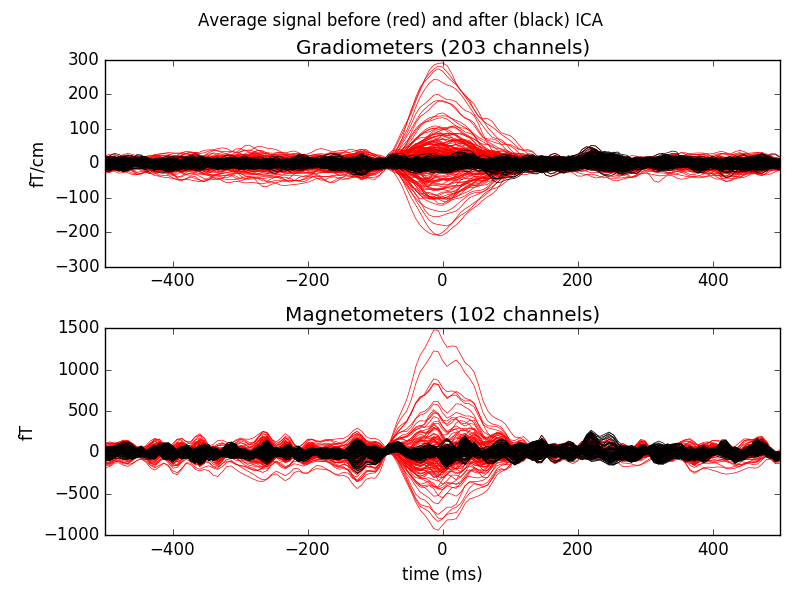 Average signal before (red) and after (black) ICA
Gradiometers (203 channels)
300
200
100
0
−100
−200
−300
fT/cm
−400 −200 0 200 400
Magnetometers (102 channels)
1500
1000
500
0
−500
−1000
fT
−400 −200 0 200 400
time (ms)